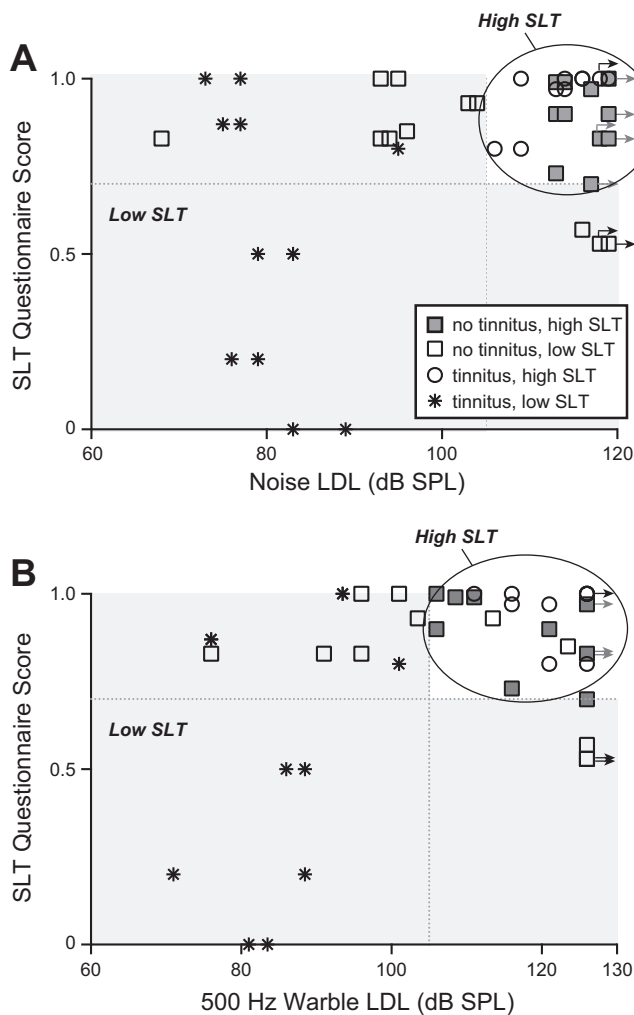 High SLT
A
1.0
Low SLT
0.5
no tinnitus, high SLT
no tinnitus, low SLT
tinnitus, high SLT
tinnitus, low SLT
0
60
80
100
120
SLT Questionnaire Score
Noise LDL (dB SPL)
High SLT
B
1.0
Low SLT
0.5
0
60
80
100
120
130
SLT Questionnaire Score
500 Hz Warble LDL (dB SPL)